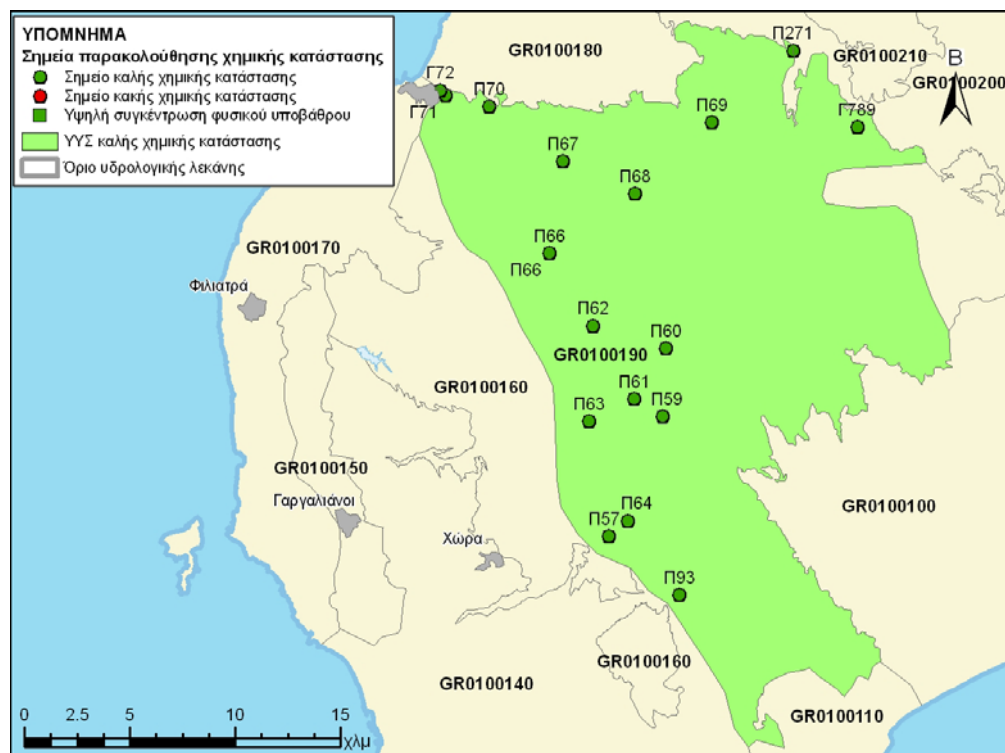 ΥΠΟΜΝΗΜΑ
Σημεία παρακολούθησης χημικής κατάστασης
Σημείο καλής χημικής κατάστασης
Σημείο κακής χημικής κατάστασης
Υψηλή συγκέντρωση φυσικού υποβάθρου
ΥΥΣ καλής χημικής κατάστασης
Όριο υδρολογικής λεκάνης
GR0100180
Π271
GR0100210
GR0100200
Β
Γ72
Γ71
Π70
Π69
Γ789
Π67
Π68
GR0100170
Π66
Π66
Φιλιατρά
Π62
Π60
GR0100190
GR0100160
Π61
Π59
Π63
GR0100150
Γαργαλιάνοι
GR0100100
Χώρα
Π64
Π57
Π93
GR0100160
GR0100140
GR0100110
0 2.5 5 10 15
χλμ